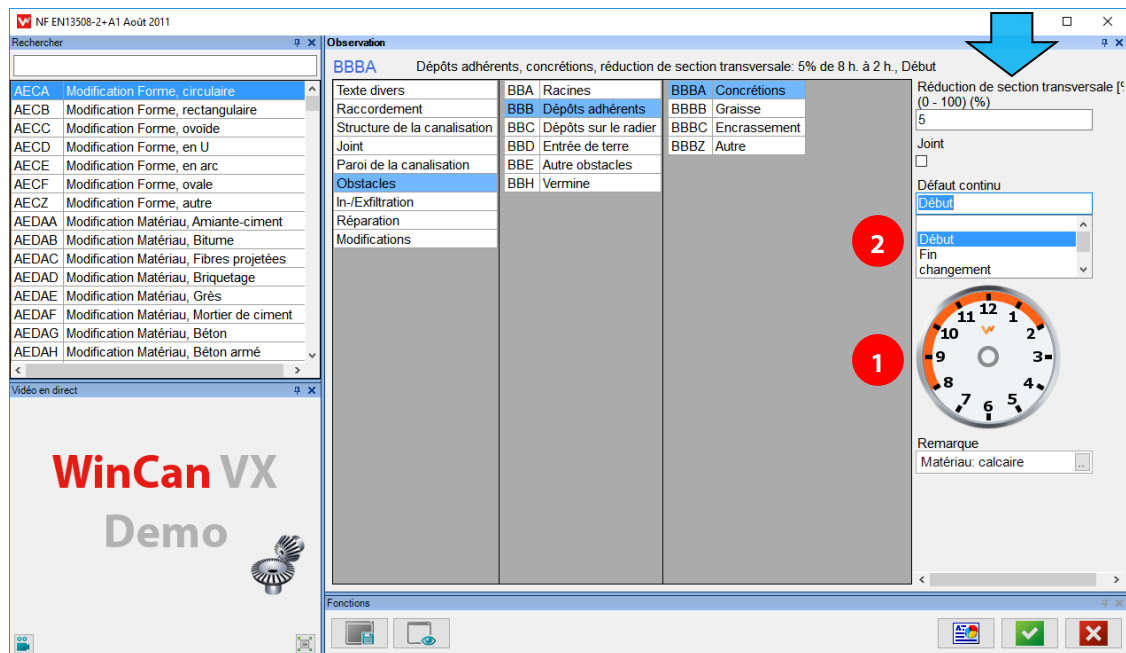 NF EN13508-2+A1 Août 2011
Rechercher
AECA Modification Forme, circulaire
AECB Modification Forme, rectangulaire
AECC Modification Forme, ovoïde
AECD Modification Forme, en U
AECE Modification Forme, en arc
AECF Modification Forme, ovale
AECZ Modification Forme, autre
AEDAA Modification Matériau, Amiante-ciment
AEDAB Modification Matériau, Bitume
AEDAC Modification Matériau, Fibres projetées
AEDAD Modification Matériau, Briquetage
AEDAE Modification Matériau, Grès
AEDAF Modification Matériau, Mortier de ciment
AEDAG Modification Matériau, Béton
AEDAH Modification Matériau, Béton armé
Vidéo en direct
WinCan VX
Demo
Observation
BBBA Dépôts adhérents, concrétions, réduction de section transversale: 5% de 8 h. à 2 h., Début
Texte divers
Raccordement
Structure de la canalisation
Joint
Paroi de la canalisation
Obstacles
In-/Exfiltration
Réparation
Modifications
BBA Racines
BBB Dépôts adhérents
BBC Dépôts sur le radier
BBD Entrée de terre
BBE Autre obstacles
BBH Vermine
BBBA Concrétions
BBBB Graisse
BBBC Encrassement
BBBZ Autre
Réduction de section transversale [%
(0 - 100) (%)
5
Joint
Défaut continu
Début
Début
Fin
changement
2
1
12
1
2
3
4
5
6
7
8
9
10
11
Remarque
Matériau: calcaire
..
Fonctions